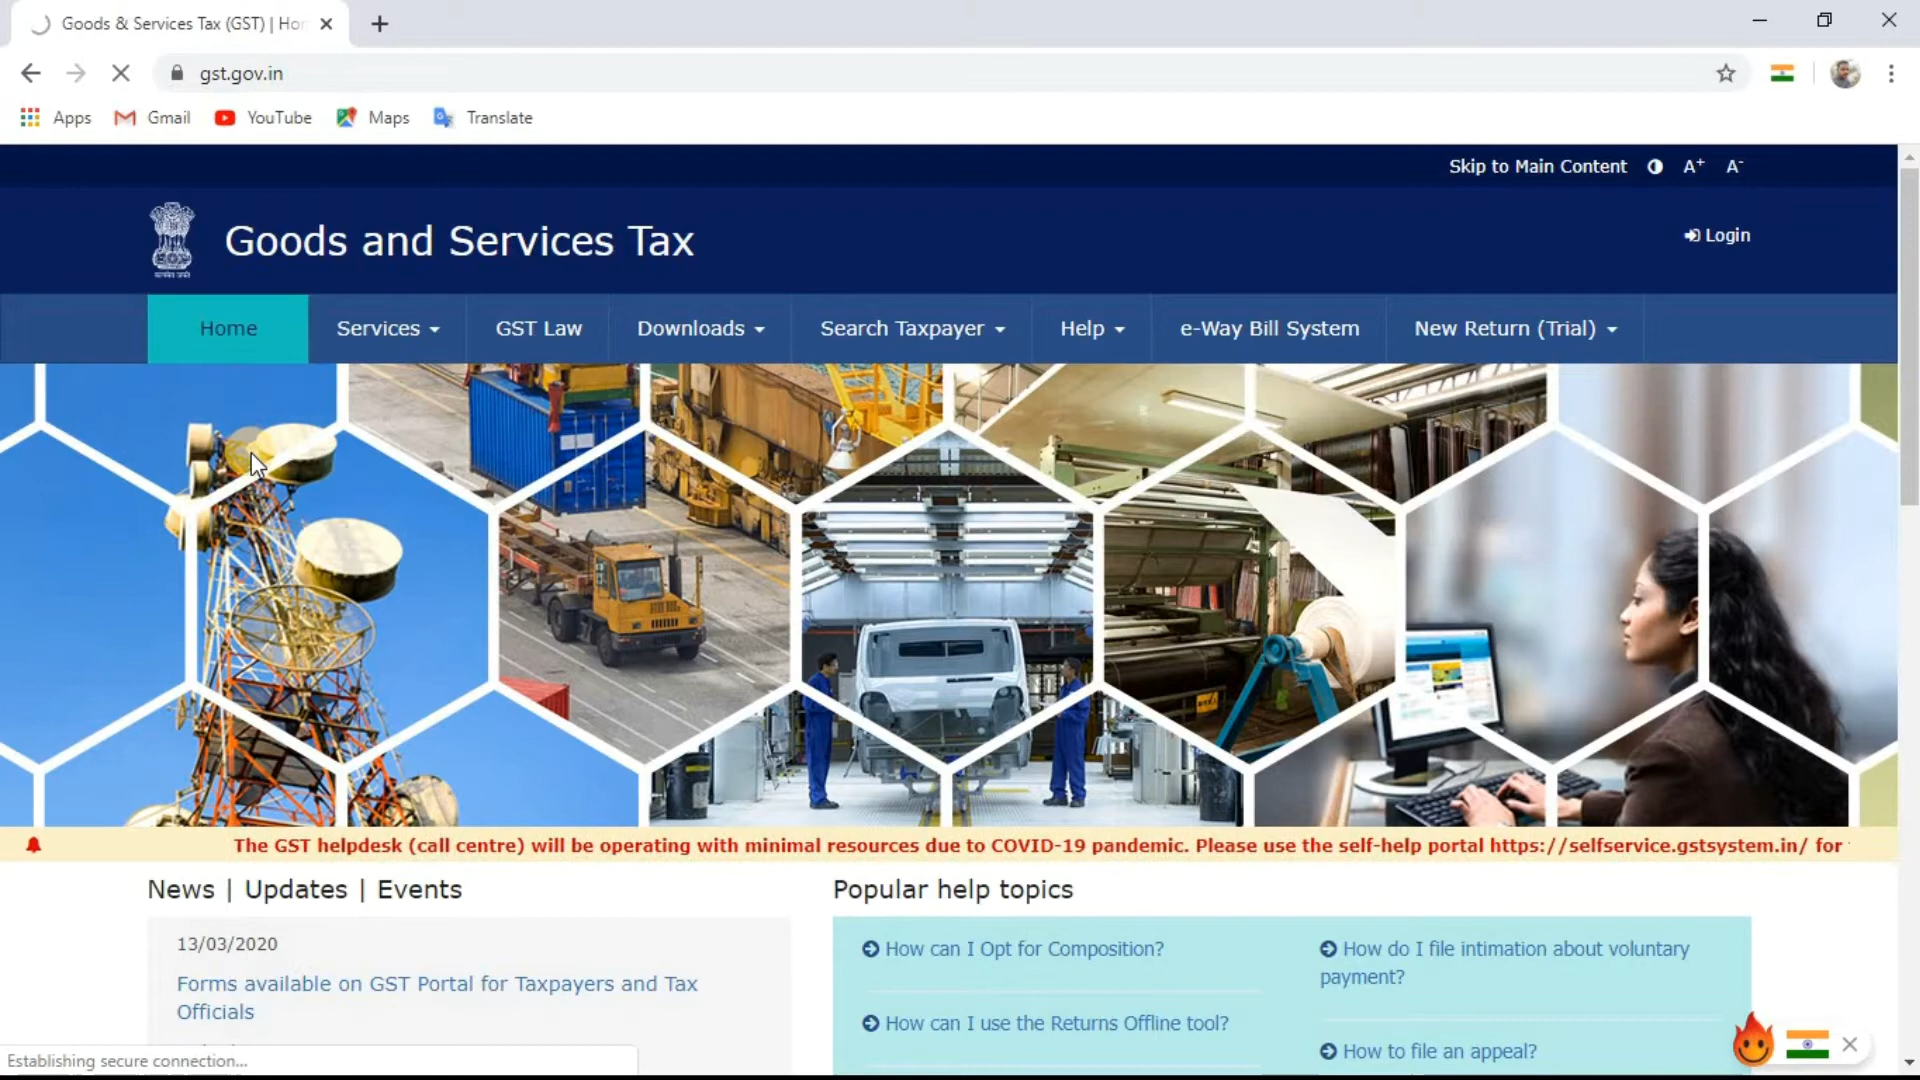 Goods & Services Tax (GST) | Hor
gst.gov.in
Apps Gmail YouTube Maps Translate
Skip to Main Content A+ A-
Goods and Services Tax
Login
Home Services GST Law Downloads Search Taxpayer Help e-Way Bill System New Return (Trial)
The GST helpdesk (call centre) will be operating with minimal resources due to COVID-19 pandemic. Please use the self-help portal https://selfservice.gstsystem.in/ for
News | Updates | Events
13/03/2020
Forms available on GST Portal for Taxpayers and Tax
Officials
Popular help topics
How can I Opt for Composition?
How can I use the Returns Offline tool?
How do I file intimation about voluntary
payment?
How to file an appeal?
Establishing secure connection...